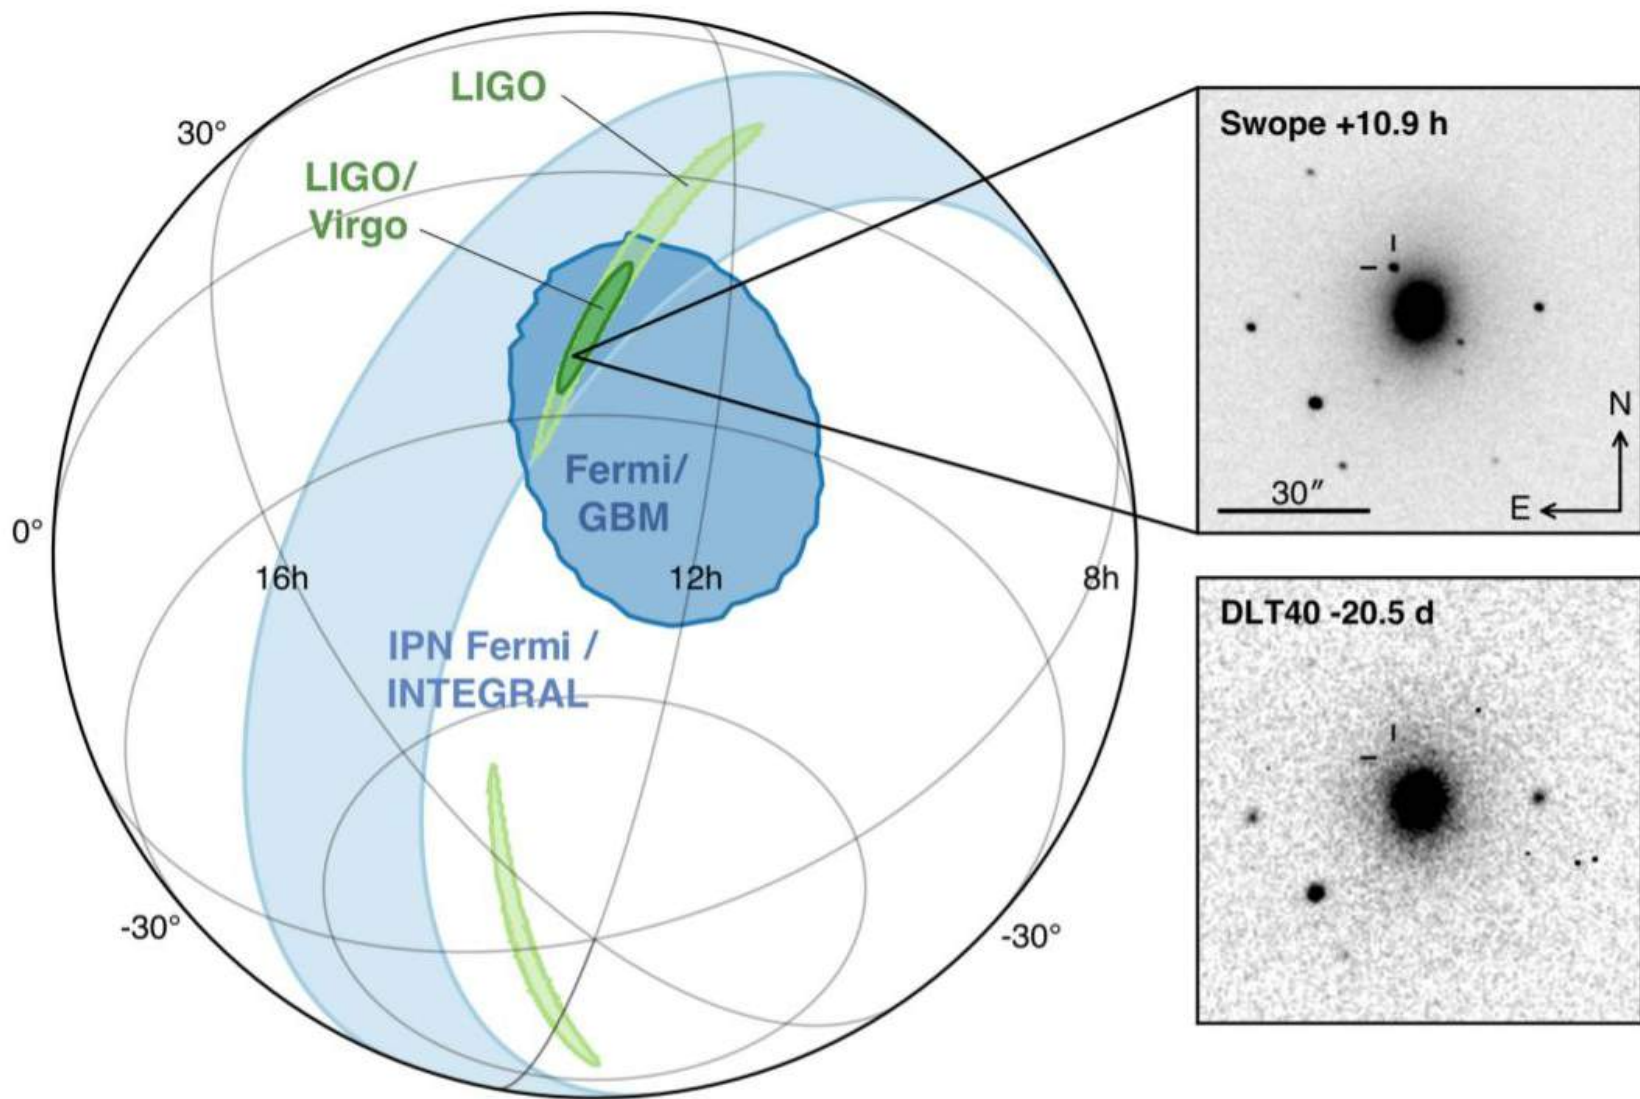 LIGO
30°
LIGO/
Virgo
Fermi/
GBM
0°
16h
12h
8h
IPN Fermi /
INTEGRAL
-30°
-30°
Swope +10.9 h
N
30″
E
DLT40 -20.5 d